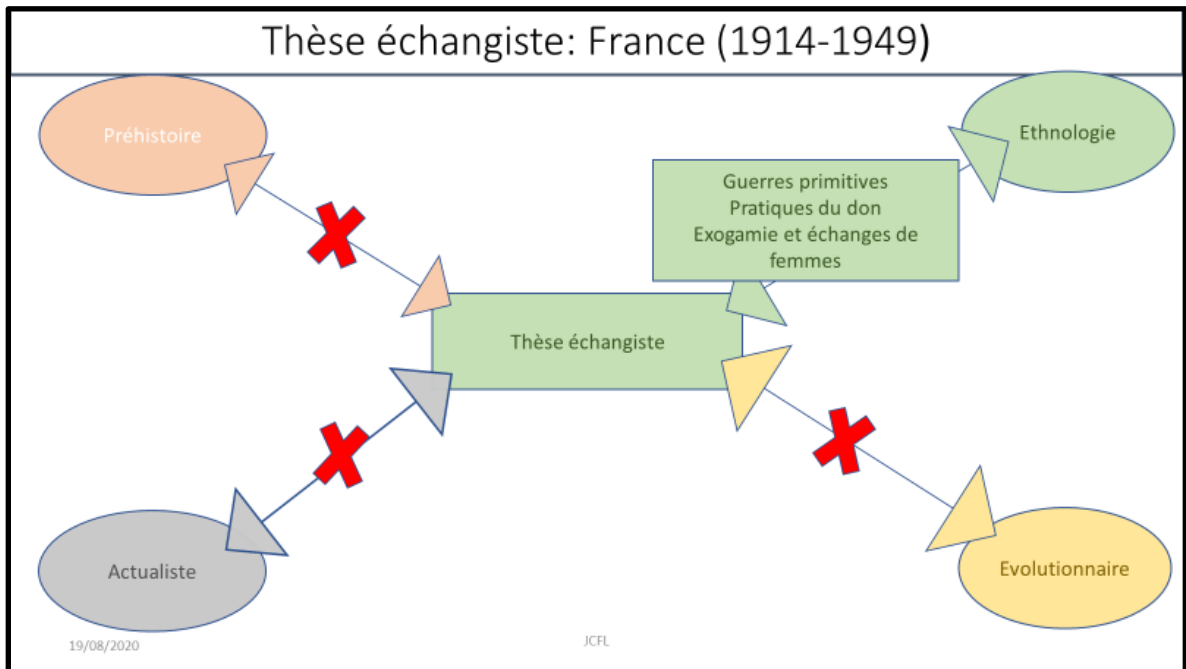 Thèse échangiste: France (1914-1949)
Préhistoire
Ethnologie
Guerres primitives
Pratiques du don
Exogamie et échanges de
femmes
Thèse échangiste
Actualiste
Evolutionnaire
19/08/2020
JCFL